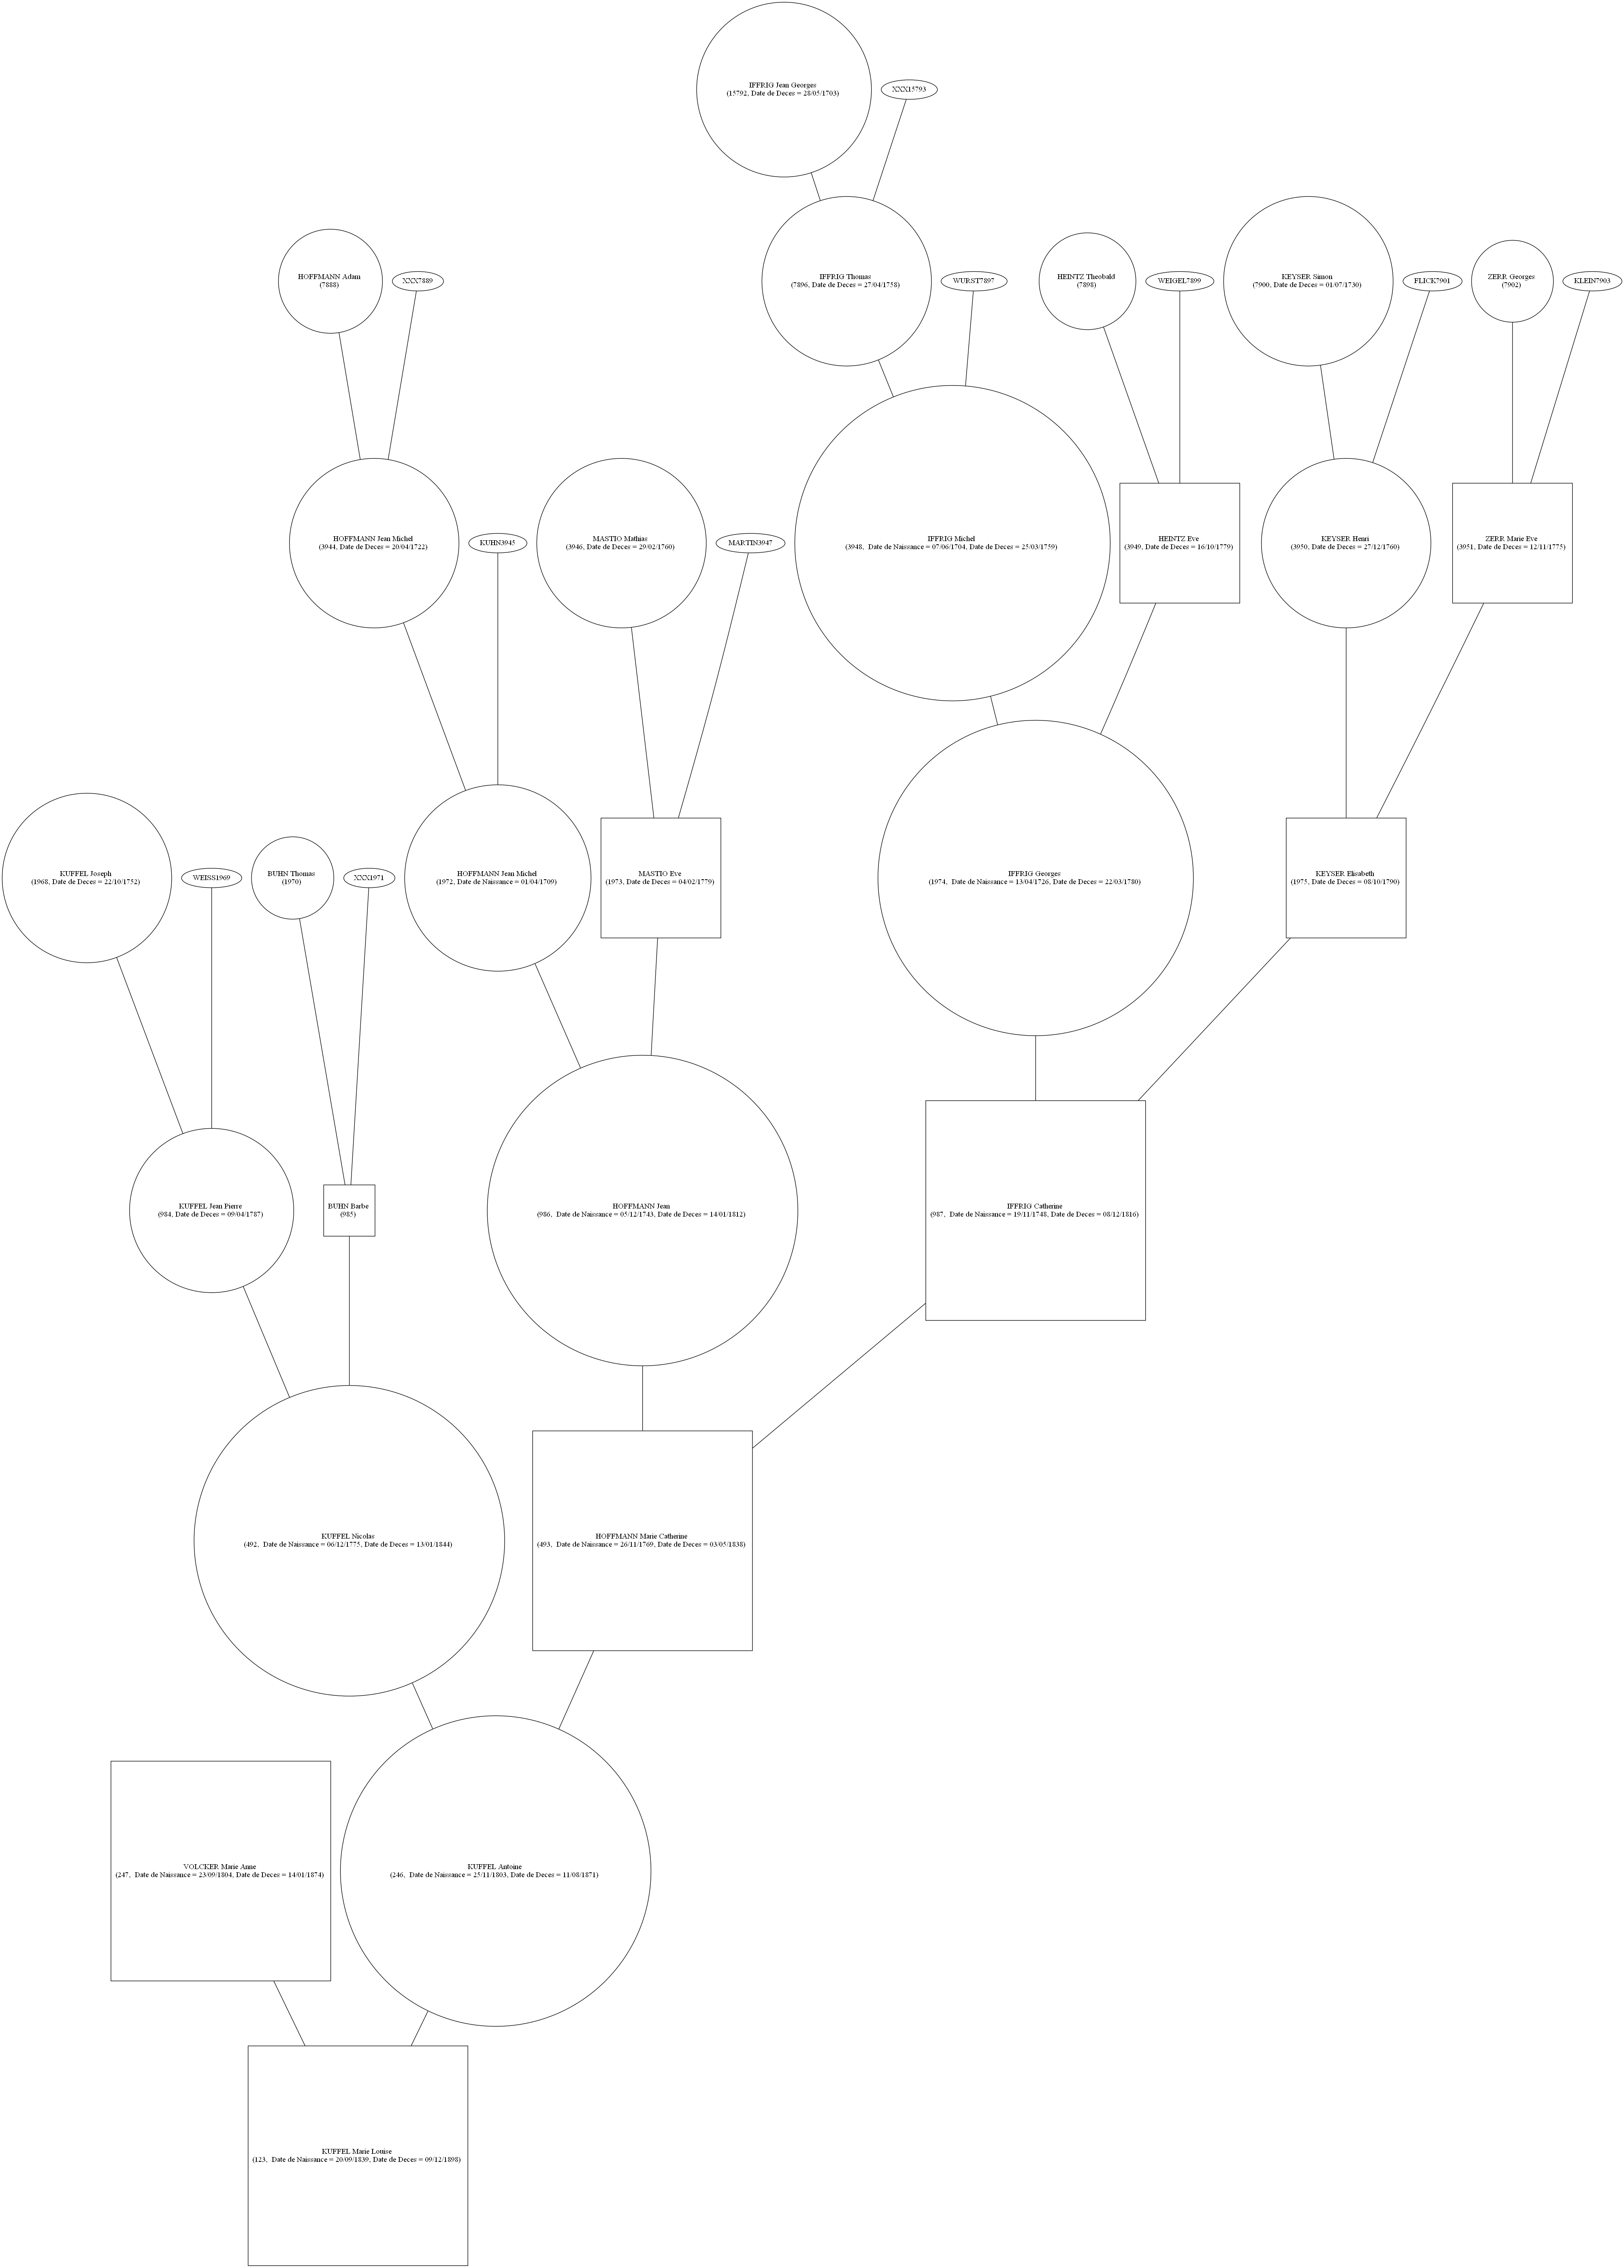 IFFRIG Jean Georges
(15792, Date de Deces = 28/05/1703)
XXX15793
HOFFMANN Adam
(7888)
XXX7889
IFFRIG Thomas
(7896, Date de Deces = 27/04/1758)
WURST7897
HEINTZ Theobald
(7898)
WEIGEL7899
KEYSER Simon
(7900, Date de Deces = 01/07/1730)
FLICK7901
ZERR Georges
(7902)
KLEIN7903
HOFFMANN Jean Michel
(3944, Date de Deces = 20/04/1722)
KUHN3945
MASTIO Mathias
(3946, Date de Deces = 29/02/1760)
MARTIN3947
IFFRIG Michel
(3948,  Date de Naissance = 07/06/1704, Date de Deces = 25/03/1759)
HEINTZ Eve
(3949, Date de Deces = 16/10/1779)
KEYSER Henri
(3950, Date de Deces = 27/12/1760)
ZERR Marie Eve
(3951, Date de Deces = 12/11/1775)
KUFFEL Joseph
(1968, Date de Deces = 22/10/1752)
WEISS1969
BUHN Thomas
(1970)
XXX1971
HOFFMANN Jean Michel
(1972, Date de Naissance = 01/04/1709)
MASTIO Eve
(1973, Date de Deces = 04/02/1779)
IFFRIG Georges
(1974,  Date de Naissance = 13/04/1726, Date de Deces = 22/03/1780)
KEYSER Elisabeth
(1975, Date de Deces = 08/10/1790)
KUFFEL Jean Pierre
(984, Date de Deces = 09/04/1787)
BUHN Barbe
(985)
HOFFMANN Jean
(986,  Date de Naissance = 05/12/1743, Date de Deces = 14/01/1812)
IFFRIG Catherine
(987,  Date de Naissance = 19/11/1748, Date de Deces = 08/12/1816)
KUFFEL Nicolas
(492,  Date de Naissance = 06/12/1775, Date de Deces = 13/01/1844)
HOFFMANN Marie Catherine
(493,  Date de Naissance = 26/11/1769, Date de Deces = 03/05/1838)
VOLCKER Marie Anne
(247,  Date de Naissance = 23/09/1804, Date de Deces = 14/01/1874)
KUFFEL Antoine
(246,  Date de Naissance = 25/11/1803, Date de Deces = 11/08/1871)
KUFFEL Marie Louise
(123,  Date de Naissance = 20/09/1839, Date de Deces = 09/12/1898)